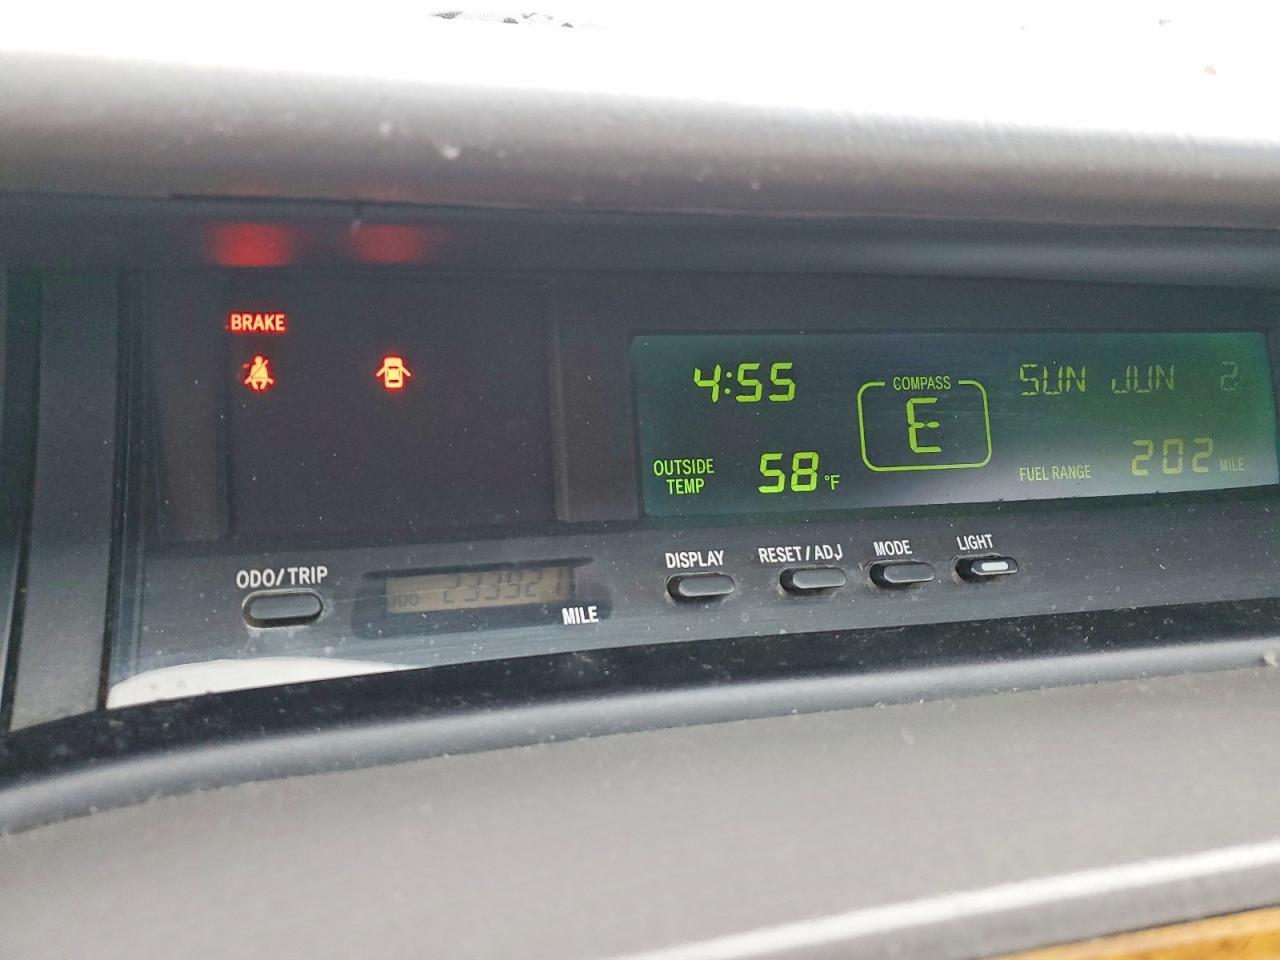 BRAKE
4:55
COMPASS
E
SUN JUN 2
OUTSIDE
TEMP
58 °F
FUEL RANGE
202 MILE
DISPLAY
RESET/ADJ
MODE
LIGHT
ODO/TRIP
ODO
MILE